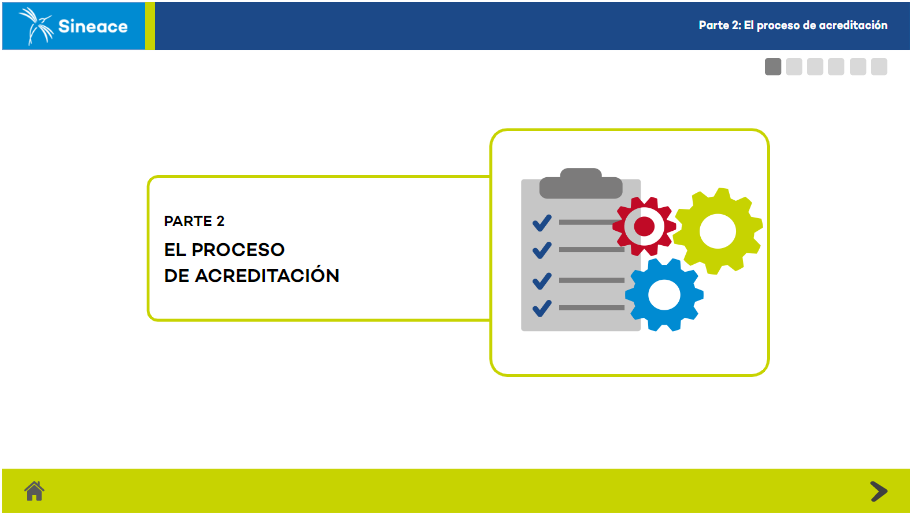 Sineace
Parte 2: El proceso de acreditación
PARTE 2
EL PROCESO
DE ACREDITACIÓN